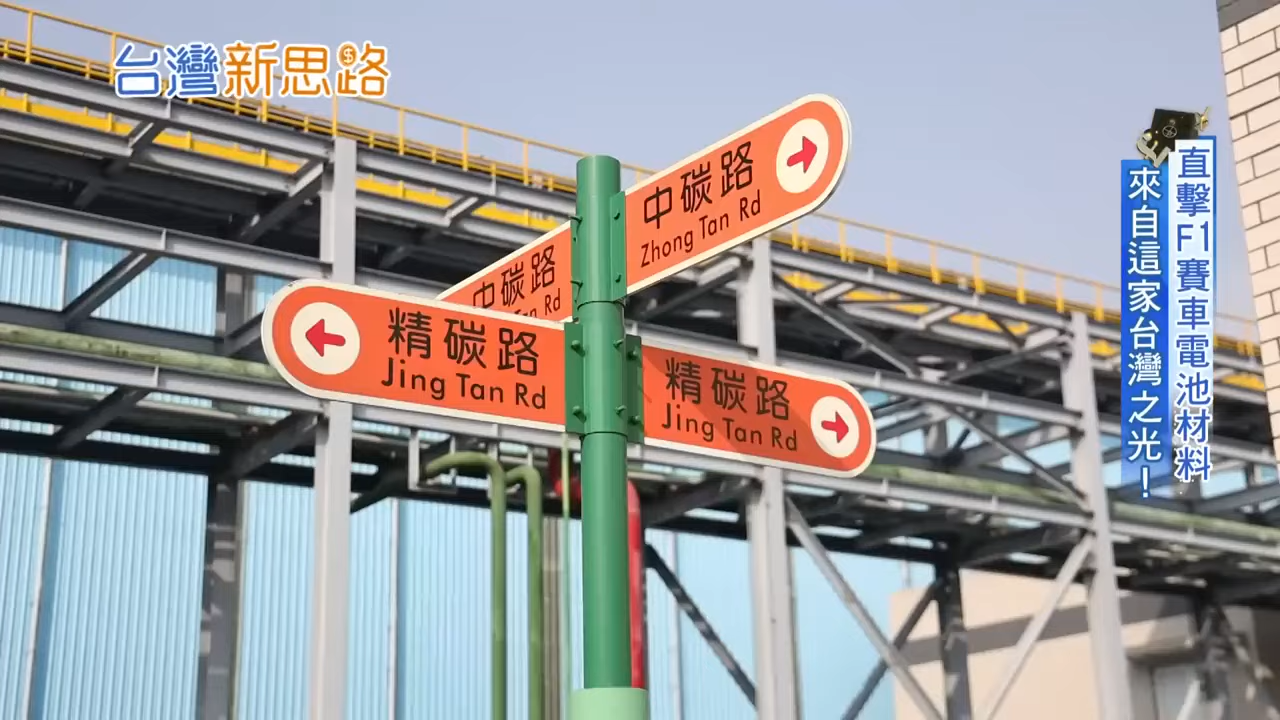 台灣新思路
直擊F1賽車電池材料
來自這家台灣之光！
中碳路
Zhong Tan Rd
中碳路
Tan Rd
精碳路
Jing Tan Rd
精碳路
Jing Tan Rd